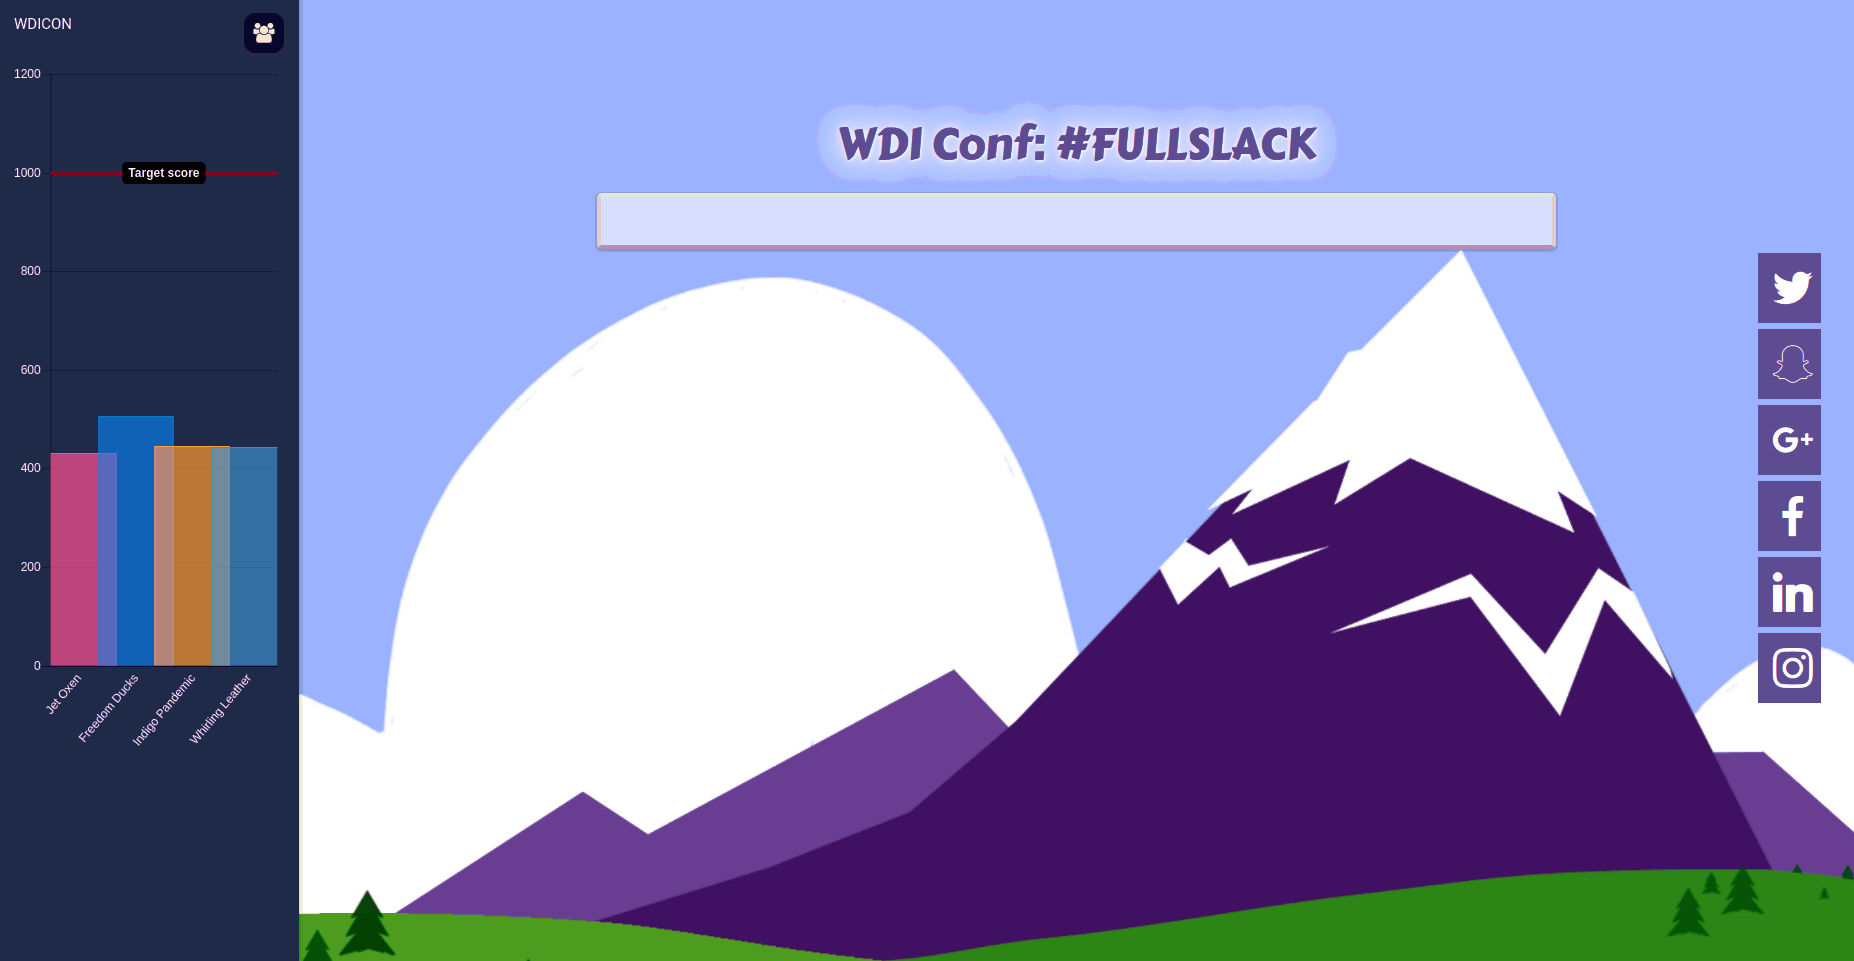 WDICON
1200
1000
Target score
800
600
400
200
0
Jet Oxen
Freedom Ducks
Indigo Pandemic
Whirling Leather
WDI Conf: #FULLSLACK
G+
f
in